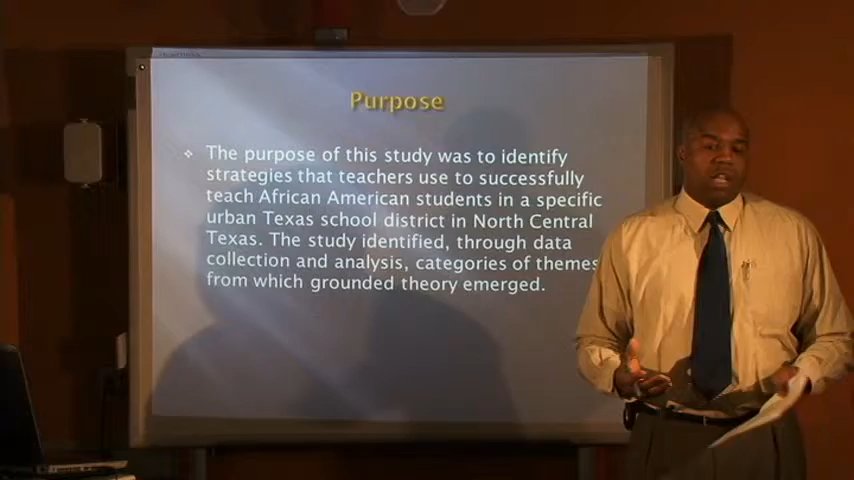 Purpose
The purpose of this study was to identify
strategies that teachers use to successfully
teach African American students in a specific
urban Texas school district in North Central
Texas. The study identified, through data
collection and analysis, categories of themes
from which grounded theory emerged.